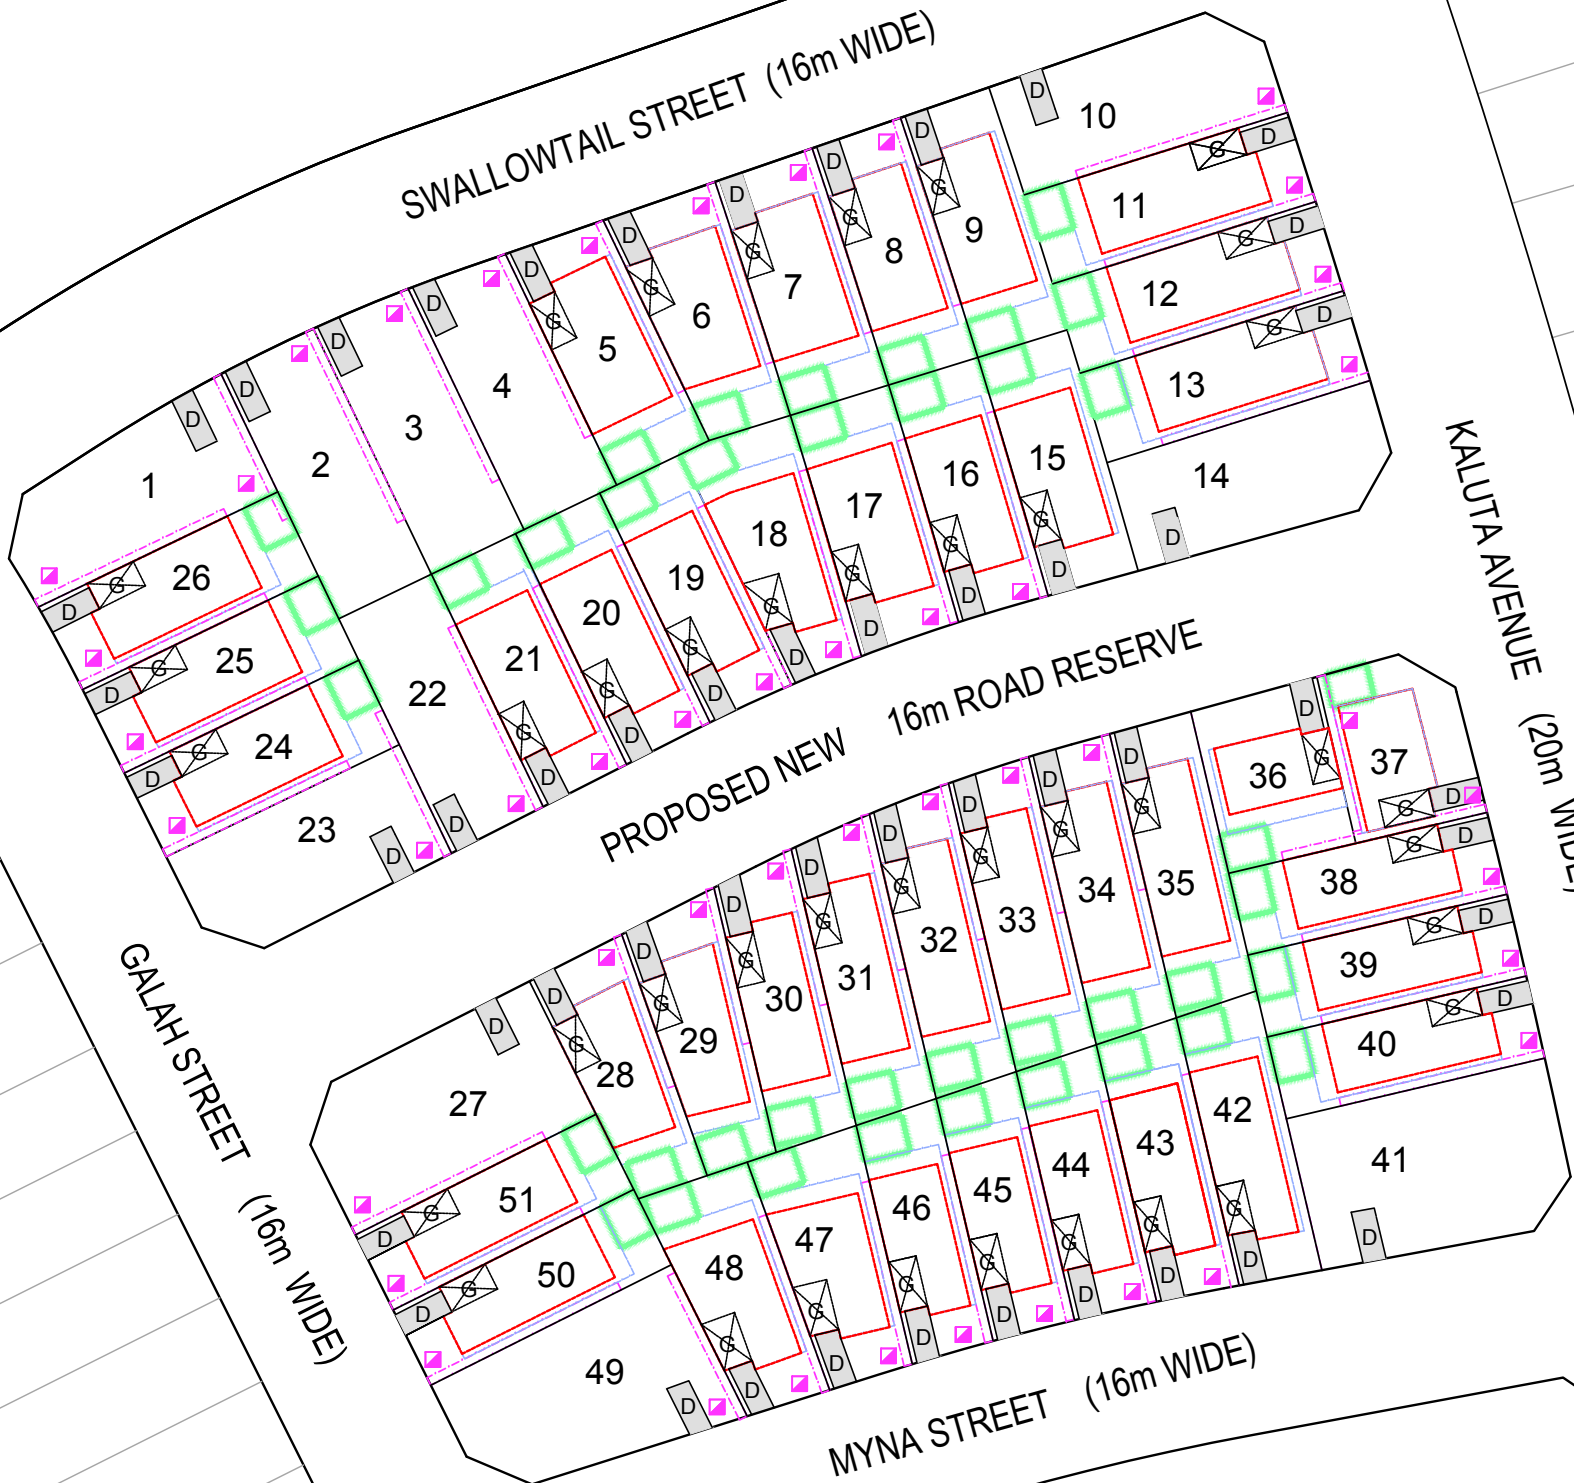 SWALLOWTAIL STREET (16m WIDE)
D
10
D
G
11
D
G
12
D
G
13
14
D
D
G
9
D
G
8
D
G
7
D
G
6
D
G
5
D
4
D
3
D
2
D
1
26
G
D
25
G
D
24
G
D
23
D
22
D
21
G
D
20
G
D
19
G
D
18
G
D
17
G
D
16
G
D
15
G
D
KALUTA AVENUE (20m WIDE)
PROPOSED NEW 16m ROAD RESERVE
GALAH STREET (16m WIDE)
27
D
28
D
G
29
D
G
30
D
G
31
D
G
32
D
G
33
D
G
34
D
G
35
D
G
36
D
G
37
G
D
38
G
D
39
G
D
40
G
D
41
D
42
G
D
43
G
D
44
G
D
45
G
D
46
G
D
47
G
D
48
G
D
49
D
50
G
D
51
G
D
MYNA STREET (16m WIDE)